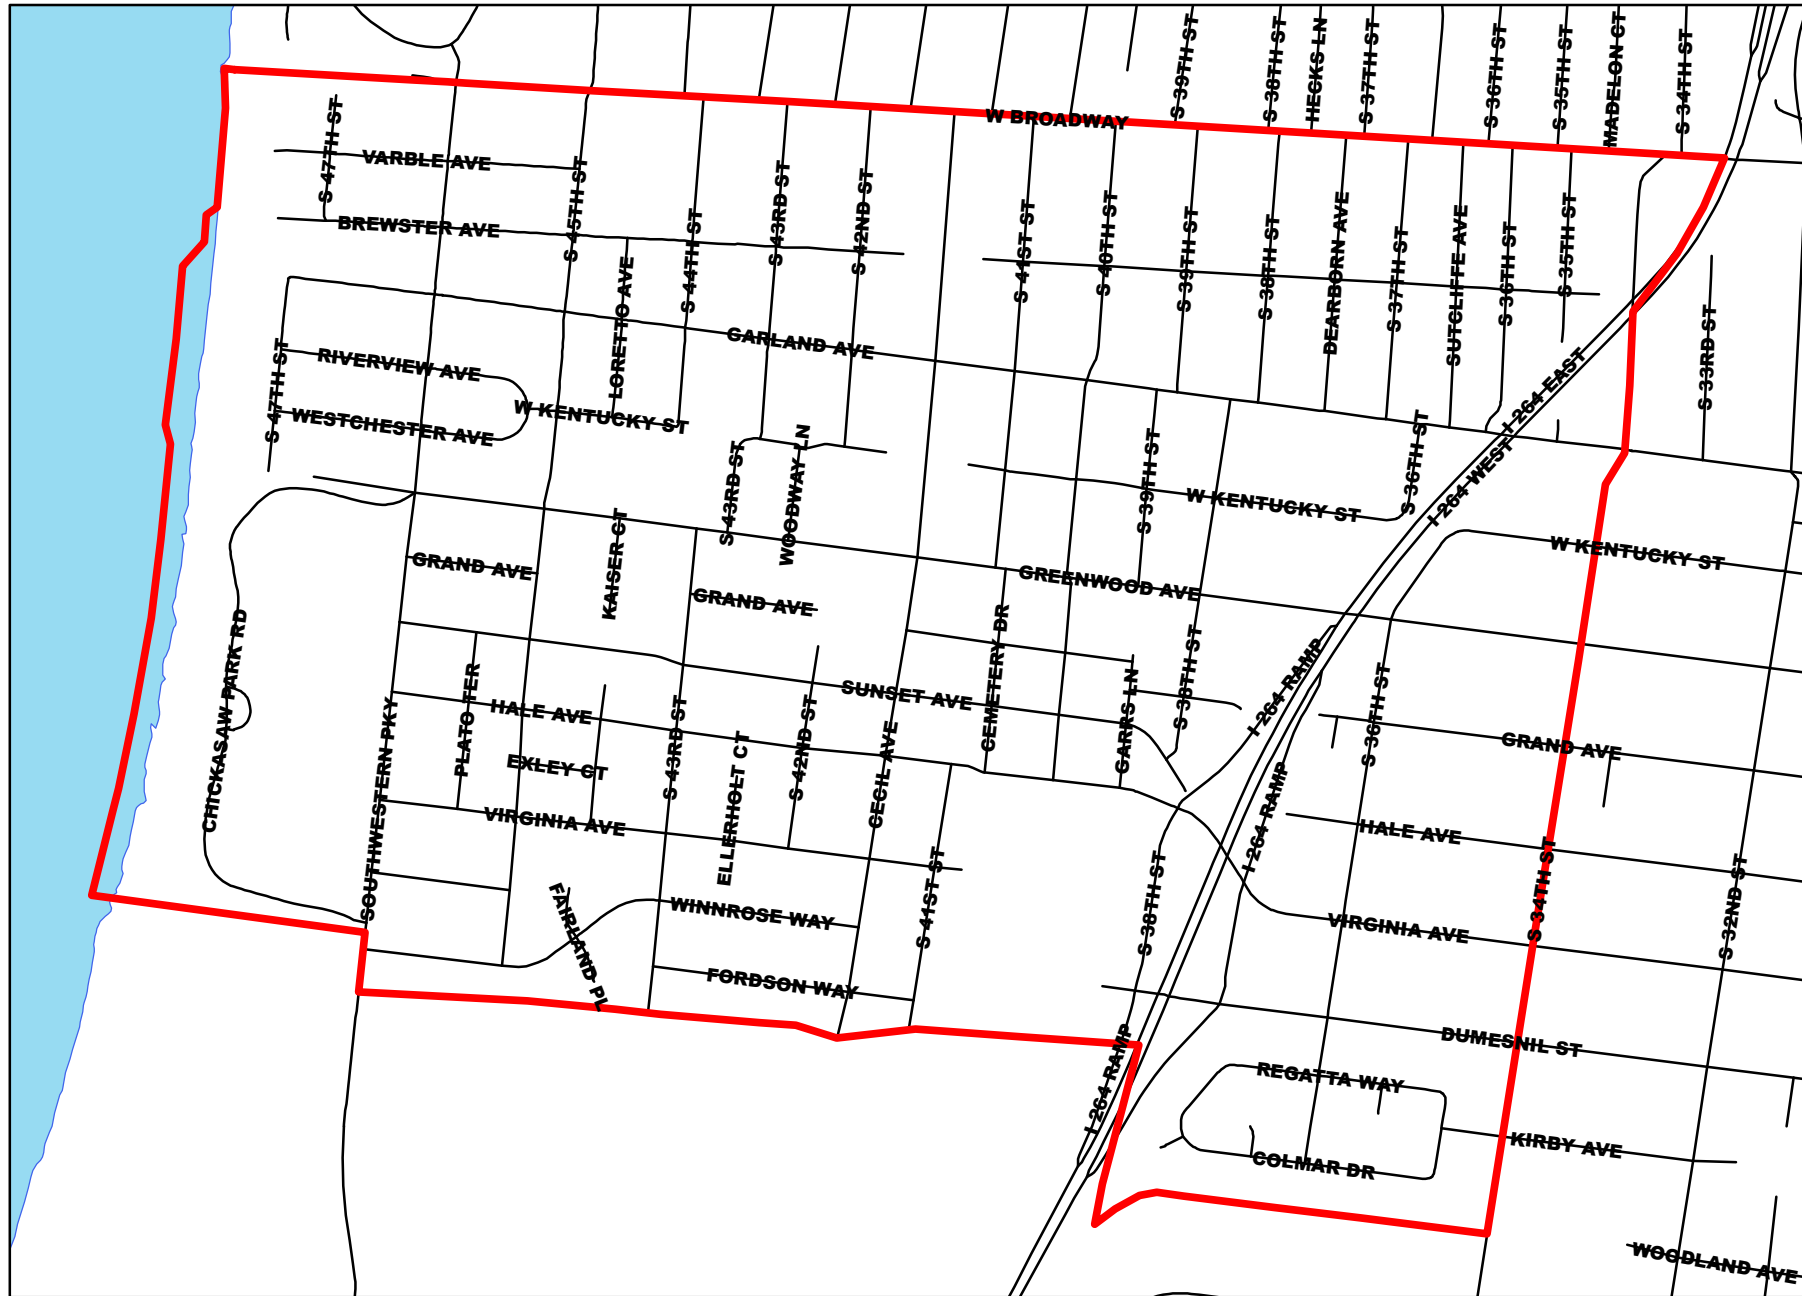 S 39TH ST
S 38TH ST
HECKS LN
S 37TH ST
S 36TH ST
S 35TH ST
MADELON CT
S 34TH ST
W BROADWAY
S 47TH ST
VARBLE AVE
BREWSTER AVE
S 45TH ST
LORETTO AVE
S 44TH ST
S 43RD ST
S 42ND ST
S 41ST ST
S 40TH ST
S 39TH ST
S 38TH ST
DEARBORN AVE
S 37TH ST
SUTCLIFFE AVE
S 36TH ST
S 35TH ST
S 33RD ST
GARLAND AVE
S 47TH ST
RIVERVIEW AVE
WESTCHESTER AVE
W KENTUCKY ST
I 264 EAST
I 264 WEST
S 43RD ST
WOODWAY LN
S 39TH ST
W KENTUCKY ST
S 36TH ST
W KENTUCKY ST
GRAND AVE
KAISER CT
GRAND AVE
GREENWOOD AVE
CEMETERY DR
CHICKASAW PARK RD
SOUTHWESTERN PKY
PLATO TER
HALE AVE
EXLEY CT
VIRGINIA AVE
S 43RD ST
ELLERHOLT CT
S 42ND ST
SUNSET AVE
CECIL AVE
GARRS LN
S 38TH ST
I 264 RAMP
I 264 RAMP
S 36TH ST
GRAND AVE
HALE AVE
S 34TH ST
S 32ND ST
FAIRLAND PL
WINNROSE WAY
FORDSON WAY
S 41ST ST
S 38TH ST
VIRGINIA AVE
I 264 RAMP
DUMESNIL ST
REGATTA WAY
COLMAR DR
KIRBY AVE
WOODLAND AVE